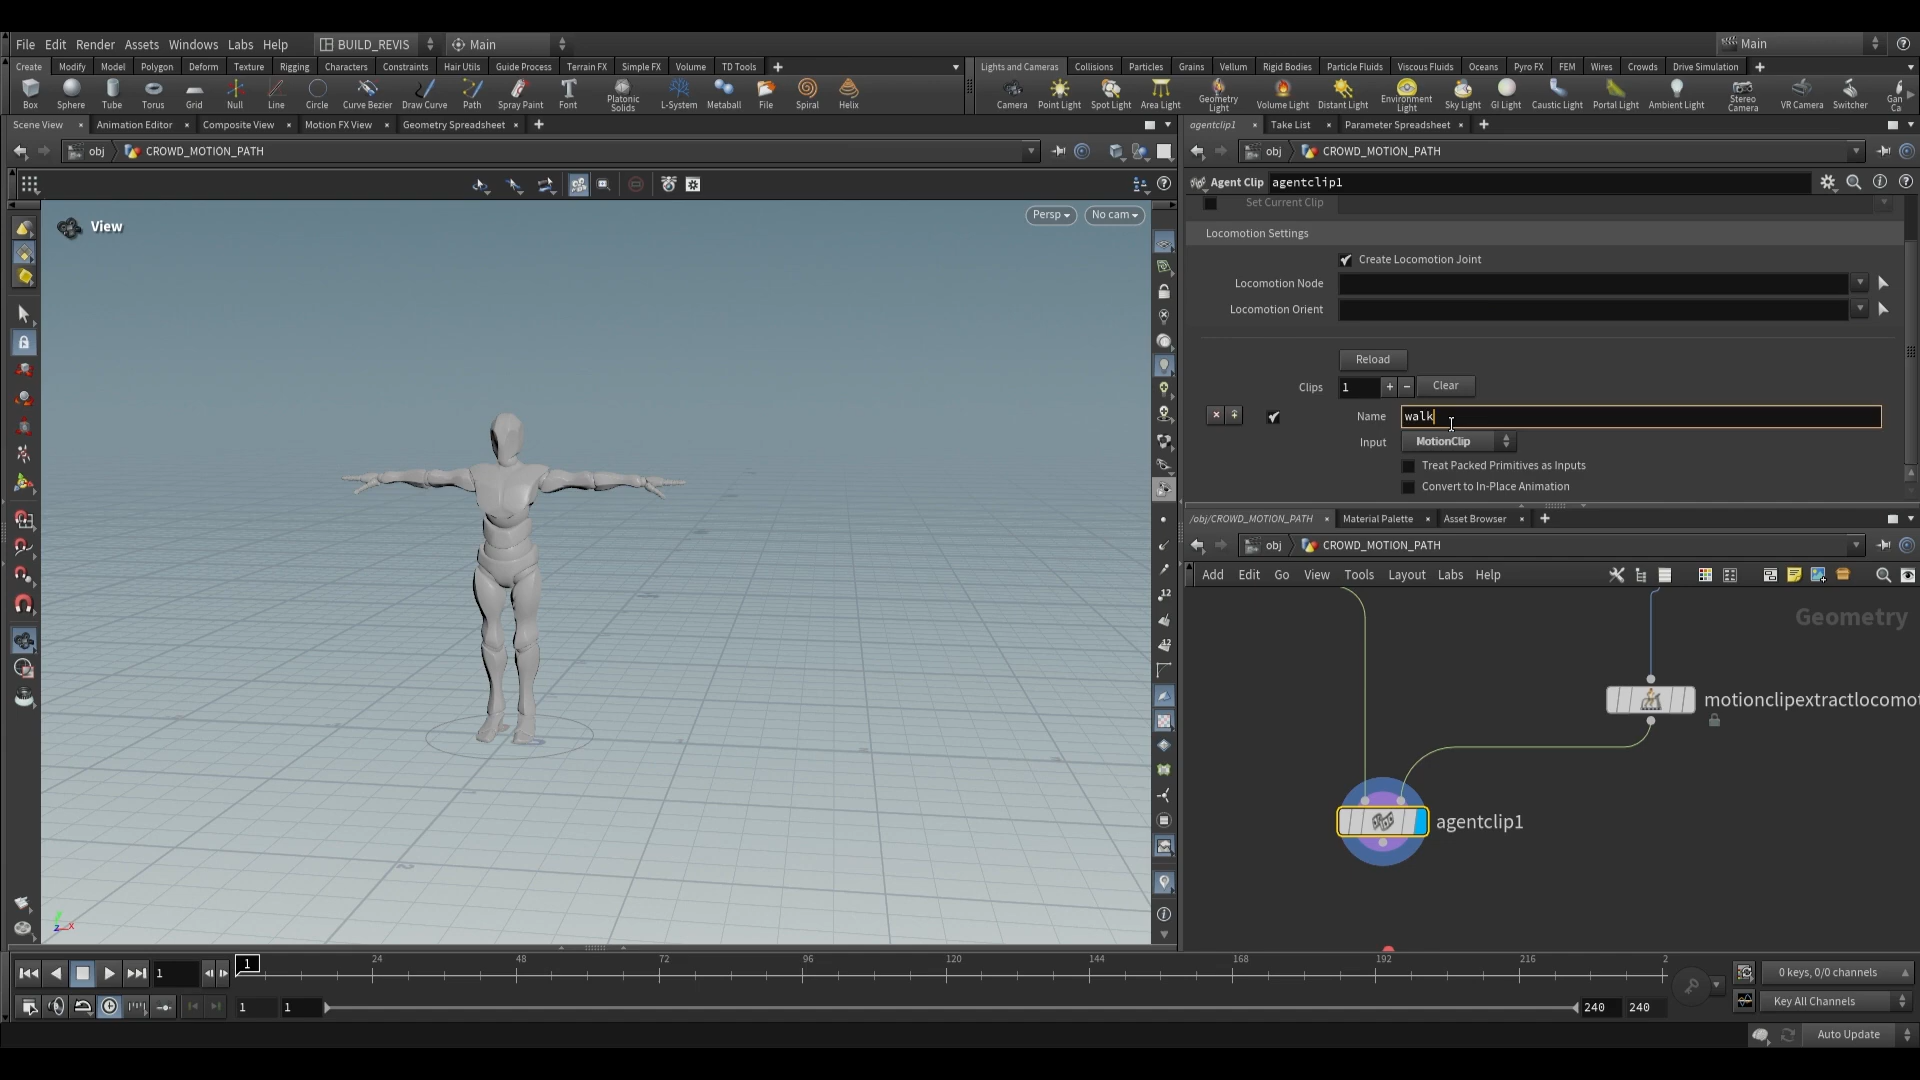 File Edit Render Assets Windows Labs Help BUILD_REVIS Main Main
Create Modify Model Polygon Deform Texture Rigging Characters Constraints Hair Utils Guide Process Terrain FX Simple FX Volume TD Tools
Lights and Cameras Collisions Particles Grains Vellum Rigid Bodies Particle Fluids Viscous Fluids Oceans Pyro FX FEM Wires Crowds Drive Simulation
Box Sphere Tube Torus Grid Null Line Circle Curve Bezier Draw Curve Path Spray Paint Font Platonic Solids L-System Metaball File Spiral Helix
Camera Point Light Spot Light Area Light Geometry Light Volume Light Distant Light Environment Light Sky Light GI Light Caustic Light Portal Light Ambient Light Stereo Camera VR Camera Switcher Gan Ca
Scene View Animation Editor Composite View Motion FX View Geometry Spreadsheet
agentclip1 Take List Parameter Spreadsheet
obj CROWD_MOTION_PATH
obj CROWD_MOTION_PATH
Agent Clip agentclip1
View Persp No cam
Set Current Clip
Locomotion Settings
Create Locomotion Joint
Locomotion Node
Locomotion Orient
Reload
Clips 1 Clear
Name walk
Input MotionClip
Treat Packed Primitives as Inputs
Convert to In-Place Animation
/obj/CROWD_MOTION_PATH Material Palette Asset Browser
obj CROWD_MOTION_PATH
Add Edit Go View Tools Layout Labs Help
Geometry
motionclipextractlocomot
agentclip1
1 1 24 48 72 96 120 144 168 192 216 2
0 keys, 0/0 channels
1 1 240 240
Key All Channels
Auto Update